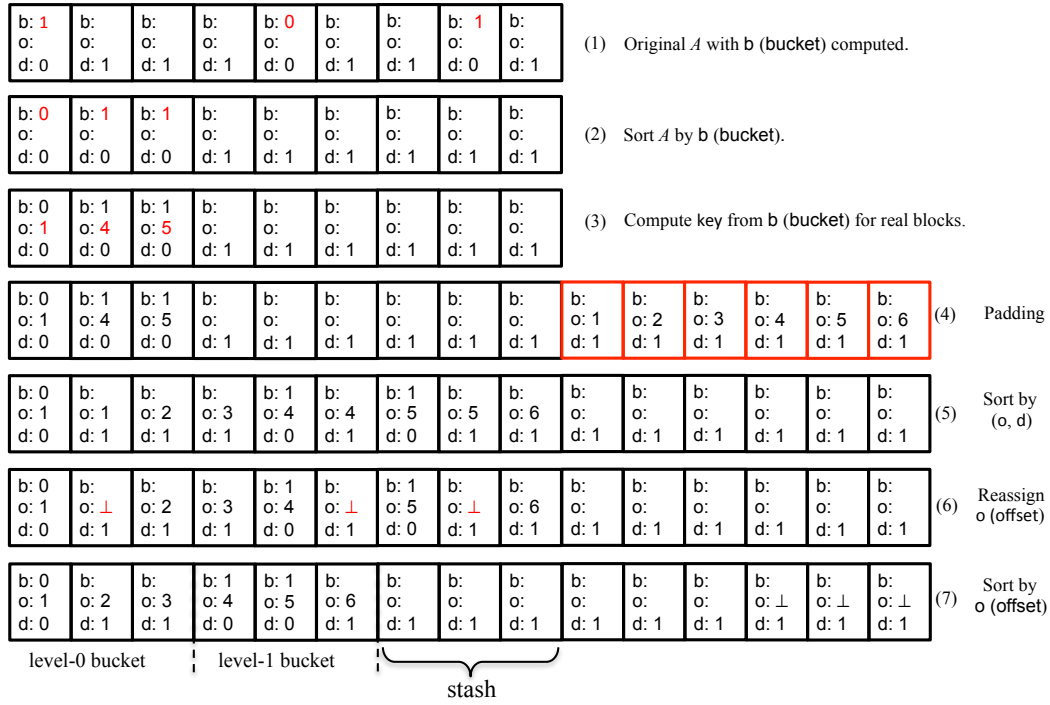 b: 1 b: b: b: b: 0 b: b: b: 1 b:
o: o: o: o: o: o: o: o: o: (1) Original A with b (bucket) computed.
d: 0 d: 1 d: 1 d: 1 d: 0 d: 1 d: 1 d: 0 d: 1
b: 0 b: 1 b: 1 b: b: b: b: b: b:
o: o: o: o: o: o: o: o: o: (2) Sort A by b (bucket).
d: 0 d: 0 d: 0 d: 1 d: 1 d: 1 d: 1 d: 1 d: 1
b: 0 b: 1 b: 1 b: b: b: b: b: b:
o: 1 o: 4 o: 5 o: o: o: o: o: o: (3) Compute key from b (bucket) for real blocks.
d: 0 d: 0 d: 0 d: 1 d: 1 d: 1 d: 1 d: 1 d: 1
b: 0 b: 1 b: 1 b: b: b: b: b: b: b: b: b: b: b: b:
o: 1 o: 4 o: 5 o: o: o: o: o: o: o: 1 o: 2 o: 3 o: 4 o: 5 o: 6 (4) Padding
d: 0 d: 0 d: 0 d: 1 d: 1 d: 1 d: 1 d: 1 d: 1 d: 1 d: 1 d: 1 d: 1 d: 1 d: 1
b: 0 b: b: b: b: 1 b: b: 1 b: b: b: b: b: b: b: b: Sort by
o: 1 o: 1 o: 2 o: 3 o: 4 o: 4 o: 5 o: 5 o: 6 o: o: o: o: o: o: (5) (o, d)
d: 0 d: 1 d: 1 d: 1 d: 0 d: 1 d: 0 d: 1 d: 1 d: 1 d: 1 d: 1 d: 1 d: 1 d: 1
b: 0 b: b: b: b: 1 b: b: 1 b: b: b: b: b: b: b: b: Reassign
o: 1 o: ⊥ o: 2 o: 3 o: 4 o: ⊥ o: 5 o: ⊥ o: 6 o: o: o: o: o: o: (6) o (offset)
d: 0 d: 1 d: 1 d: 1 d: 0 d: 1 d: 0 d: 1 d: 1 d: 1 d: 1 d: 1 d: 1 d: 1 d: 1
b: 0 b: b: b: 1 b: 1 b: b: b: b: b: b: b: b: b: b: Sort by
o: 1 o: 2 o: 3 o: 4 o: 5 o: 6 o: o: o: o: o: o: o: ⊥ o: ⊥ o: ⊥ (7) o (offset)
d: 0 d: 1 d: 1 d: 0 d: 0 d: 1 d: 1 d: 1 d: 1 d: 1 d: 1 d: 1 d: 1 d: 1 d: 1
level-0 bucket level-1 bucket
stash